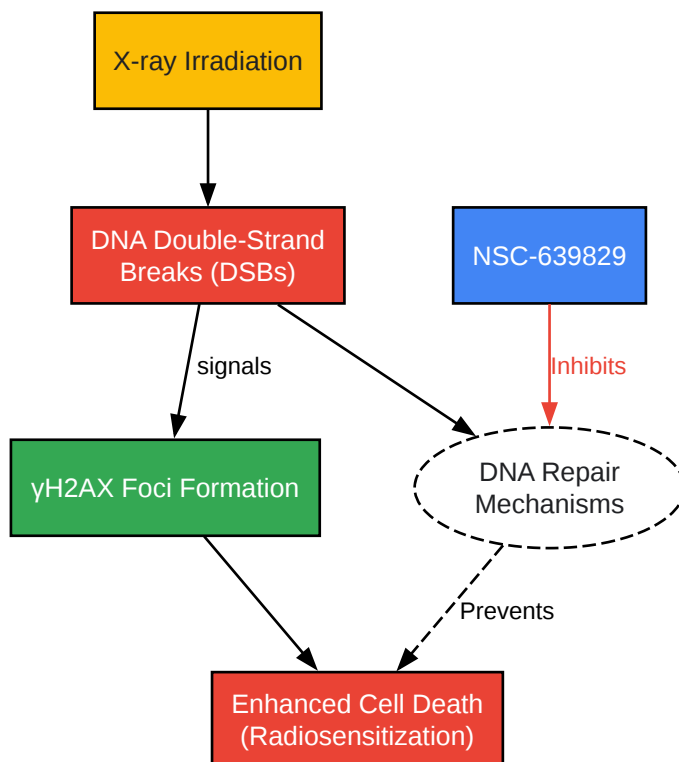 X-ray Irradiation
DNA Double-Strand
Breaks (DSBs)
NSC-639829
signals
Inhibits
γH2AX Foci Formation
DNA Repair
Mechanisms
Prevents
Enhanced Cell Death
(Radiosensitization)